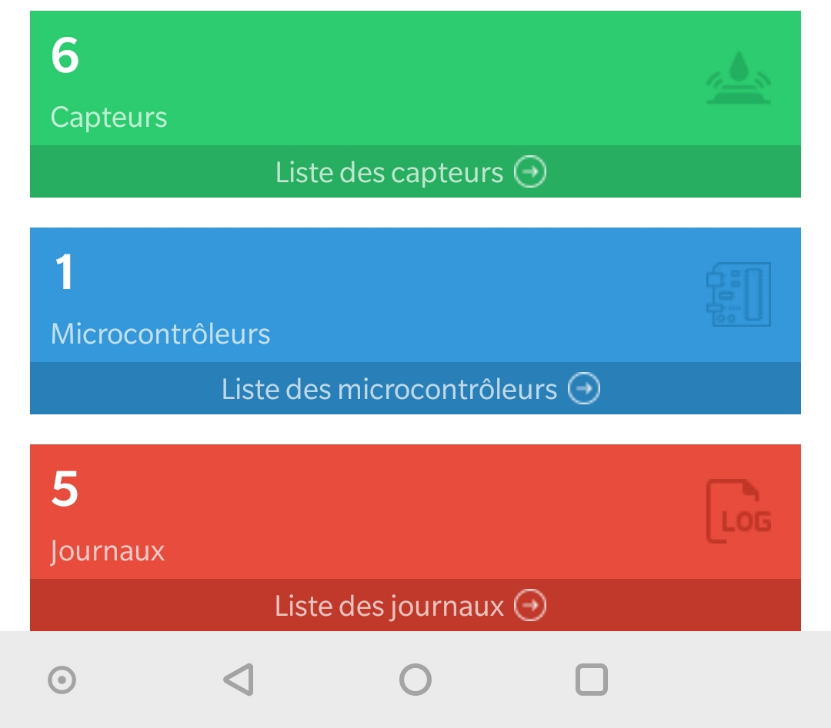 6
Capteurs
Liste des capteurs
1
Microcontrôleurs
Liste des microcontrôleurs
5
LOG
Journaux
Liste des journaux